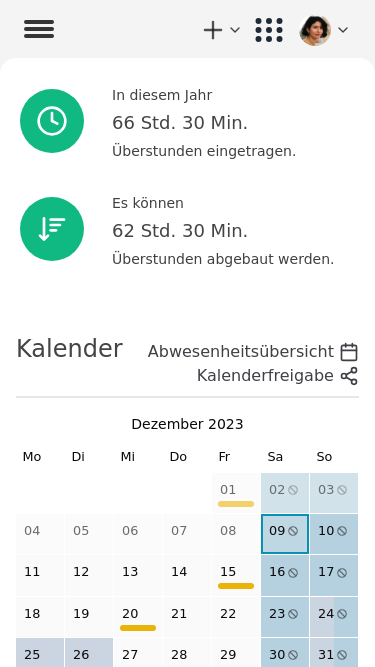 In diesem Jahr
66 Std. 30 Min.
Überstunden eingetragen.
Es können
62 Std. 30 Min.
Überstunden abgebaut werden.
Kalender
Abwesenheitsübersicht
Kalenderfreigabe
Dezember 2023
Mo Di Mi Do Fr Sa So
01 02 03
04 05 06 07 08 09 10
11 12 13 14 15 16 17
18 19 20 21 22 23 24
25 26 27 28 29 30 31